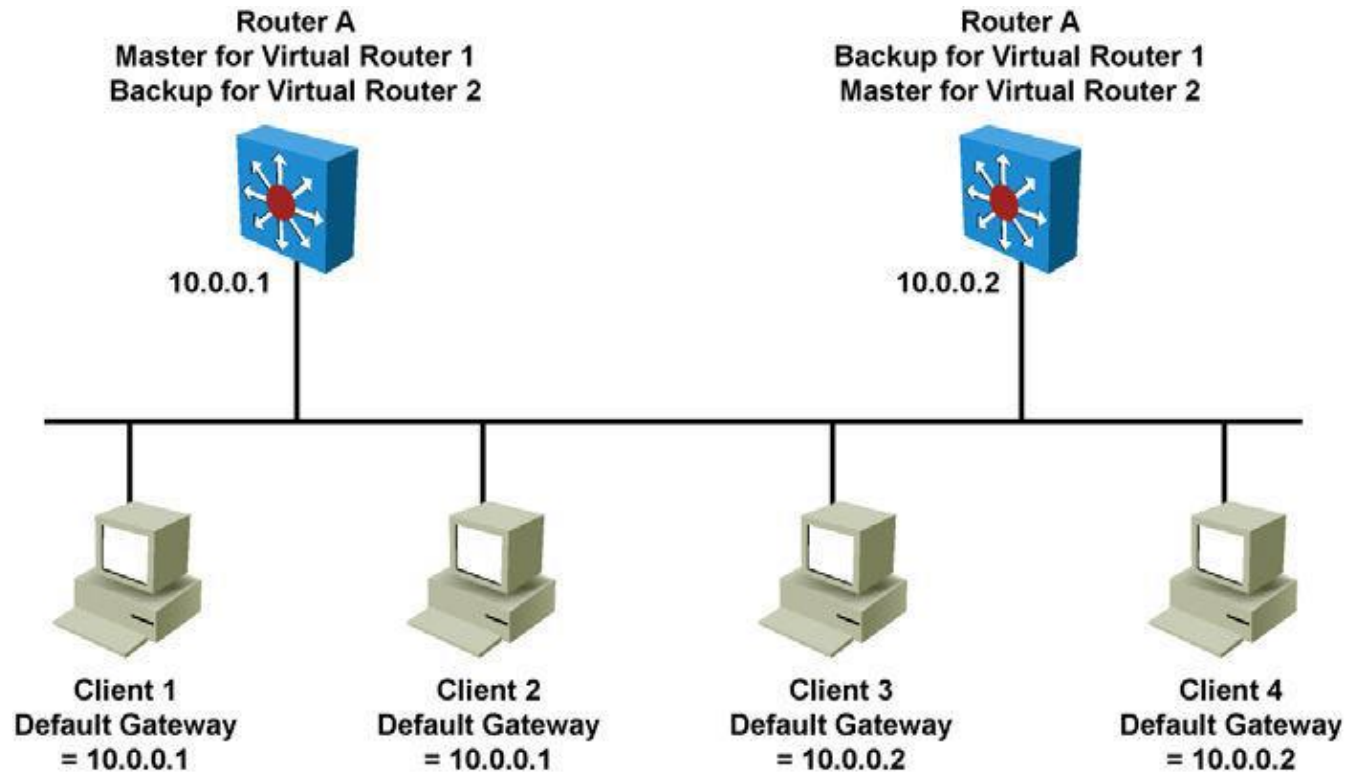 Router A
Master for Virtual Router 1
Backup for Virtual Router 2
Router A
Backup for Virtual Router 1
Master for Virtual Router 2
10.0.0.1
10.0.0.2
Client 1
Default Gateway
= 10.0.0.1
Client 2
Default Gateway
= 10.0.0.1
Client 3
Default Gateway
= 10.0.0.2
Client 4
Default Gateway
= 10.0.0.2